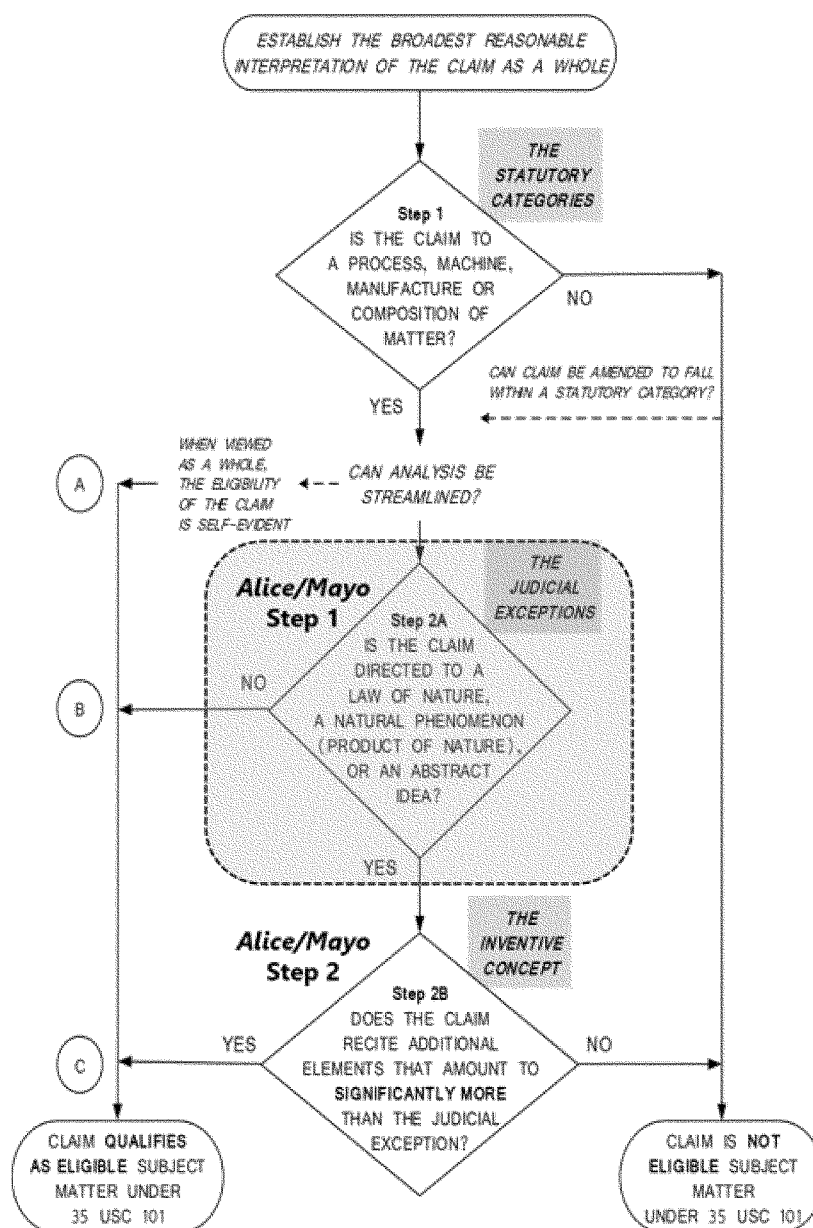 ESTABLISH THE BROADEST REASONABLE
INTERPRETATION OF THE CLAIM AS A WHOLE
THE
STATUTORY
CATEGORIES
Step 1
IS THE CLAIM TO
A PROCESS, MACHINE,
MANUFACTURE OR
COMPOSITION OF
MATTER?
NO
CAN CLAIM BE AMENDED TO FALL
WITHIN A STATUTORY CATEGORY?
YES
WHEN VIEWED
AS A WHOLE,
THE ELIGIBILITY
OF THE CLAIM
IS SELF-EVIDENT
A
CAN ANALYSIS BE
STREAMLINED?
THE
JUDICIAL
EXCEPTIONS
Alice/Mayo
Step 1
Step 2A
IS THE CLAIM
DIRECTED TO A
LAW OF NATURE,
A NATURAL PHENOMENON
(PRODUCT OF NATURE),
OR AN ABSTRACT
IDEA?
NO
B
YES
THE
INVENTIVE
CONCEPT
Alice/Mayo
Step 2
Step 2B
DOES THE CLAIM
RECITE ADDITIONAL
ELEMENTS THAT AMOUNT TO
SIGNIFICANTLY MORE
THAN THE JUDICIAL
EXCEPTION?
YES
NO
C
CLAIM QUALIFIES
AS ELIGIBLE SUBJECT
MATTER UNDER
35 USC 101
CLAIM IS NOT
ELIGIBLE SUBJECT
MATTER
UNDER 35 USC 101